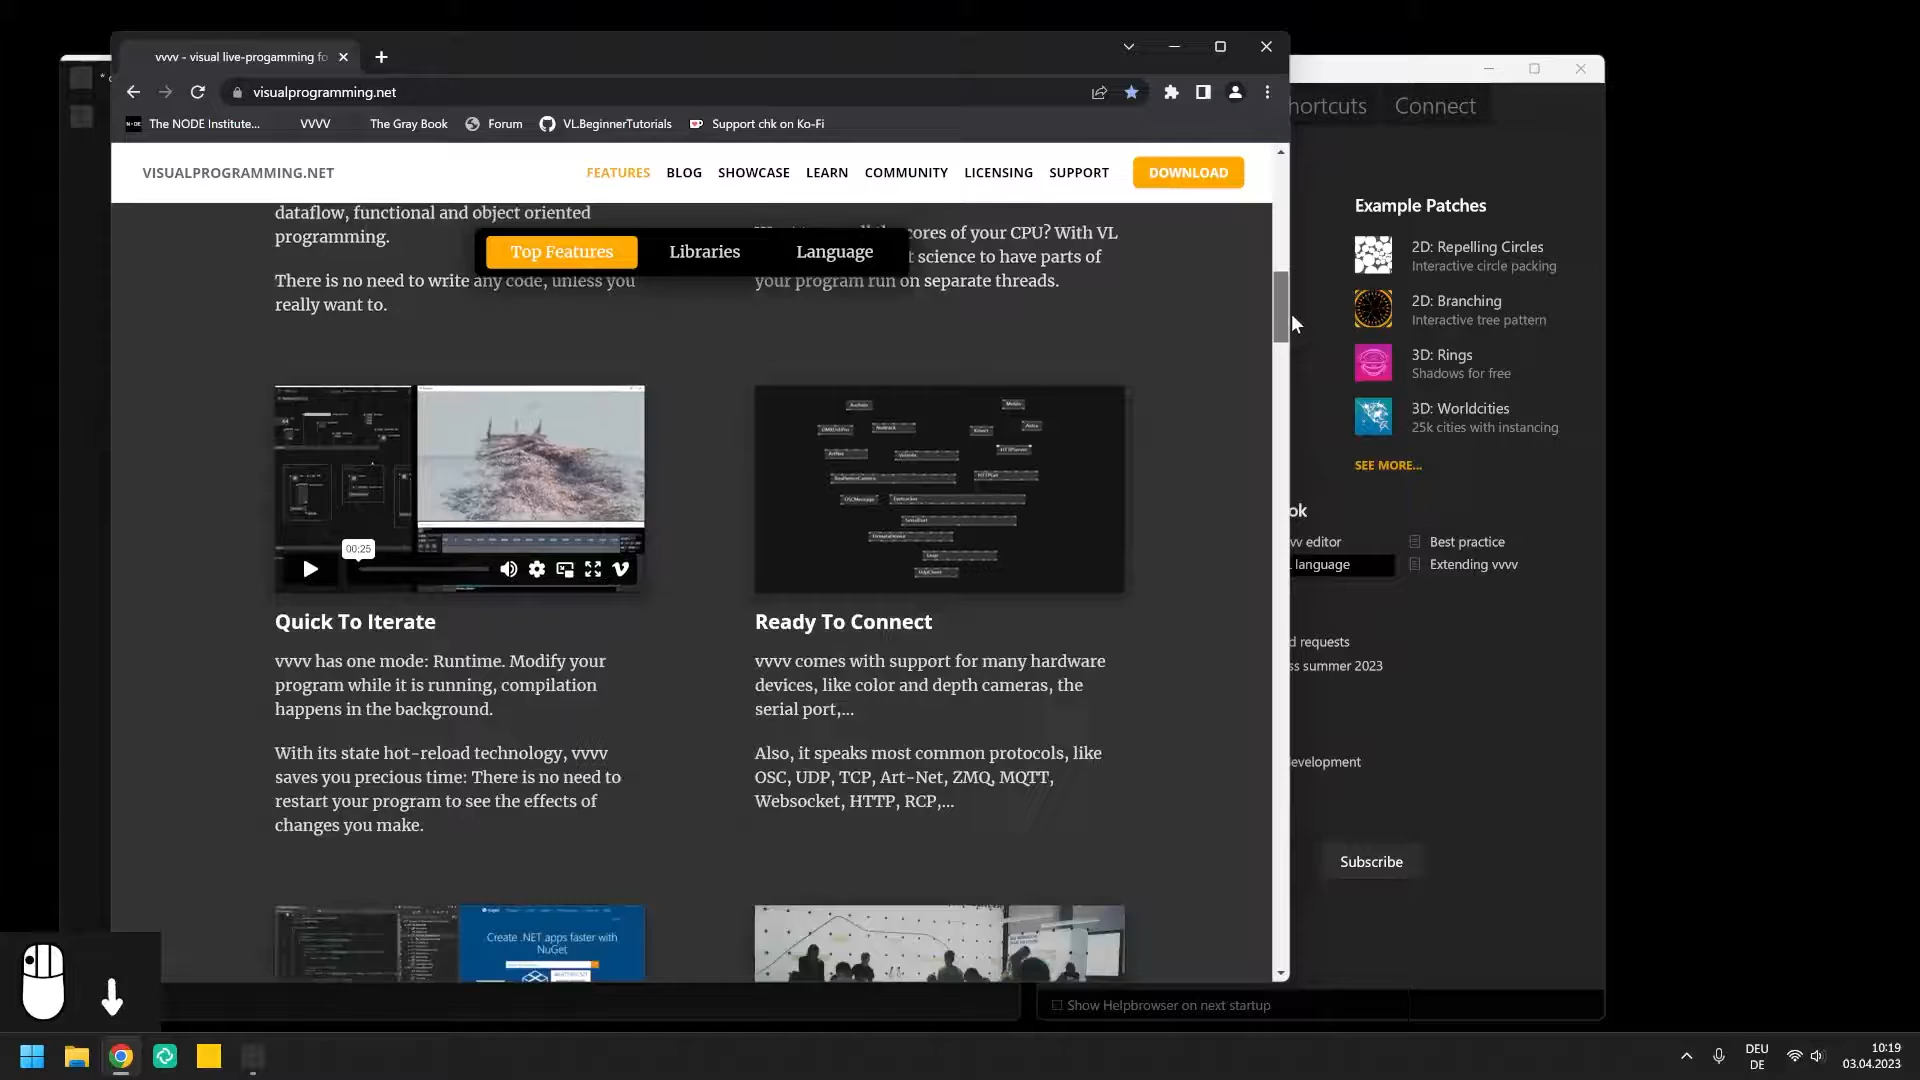 vvvv - visual live-progamming fo
visualprogramming.net
The NODE Institute...
VVVV
The Gray Book
Forum
VL.BeginnerTutorials
Support chk on Ko-Fi
VISUALPROGRAMMING.NET
FEATURES
BLOG
SHOWCASE
LEARN
COMMUNITY
LICENSING
SUPPORT
DOWNLOAD
dataflow, functional and object oriented
programming.
There is no need to write any code, unless you
really want to.
cores of your CPU? With VL
science to have parts of
your program run on separate threads.
Top Features
Libraries
Language
00:25
Quick To Iterate
vvvv has one mode: Runtime. Modify your
program while it is running, compilation
happens in the background.
With its state hot-reload technology, vvvv
saves you precious time: There is no need to
restart your program to see the effects of
changes you make.
Ready To Connect
vvvv comes with support for many hardware
devices, like color and depth cameras, the
serial port,...
Also, it speaks most common protocols, like
OSC, UDP, TCP, Art-Net, ZMQ, MQTT,
Websocket, HTTP, RCP,...
Create .NET apps faster with
NuGet
hortcuts
Connect
Example Patches
2D: Repelling Circles
Interactive circle packing
2D: Branching
Interactive tree pattern
3D: Rings
Shadows for free
3D: Worldcities
25k cities with instancing
SEE MORE...
ok
vv editor
language
Best practice
Extending vvvv
d requests
ss summer 2023
evelopment
Subscribe
Show Helpbrowser on next startup
DEU
DE
10:19
03.04.2023